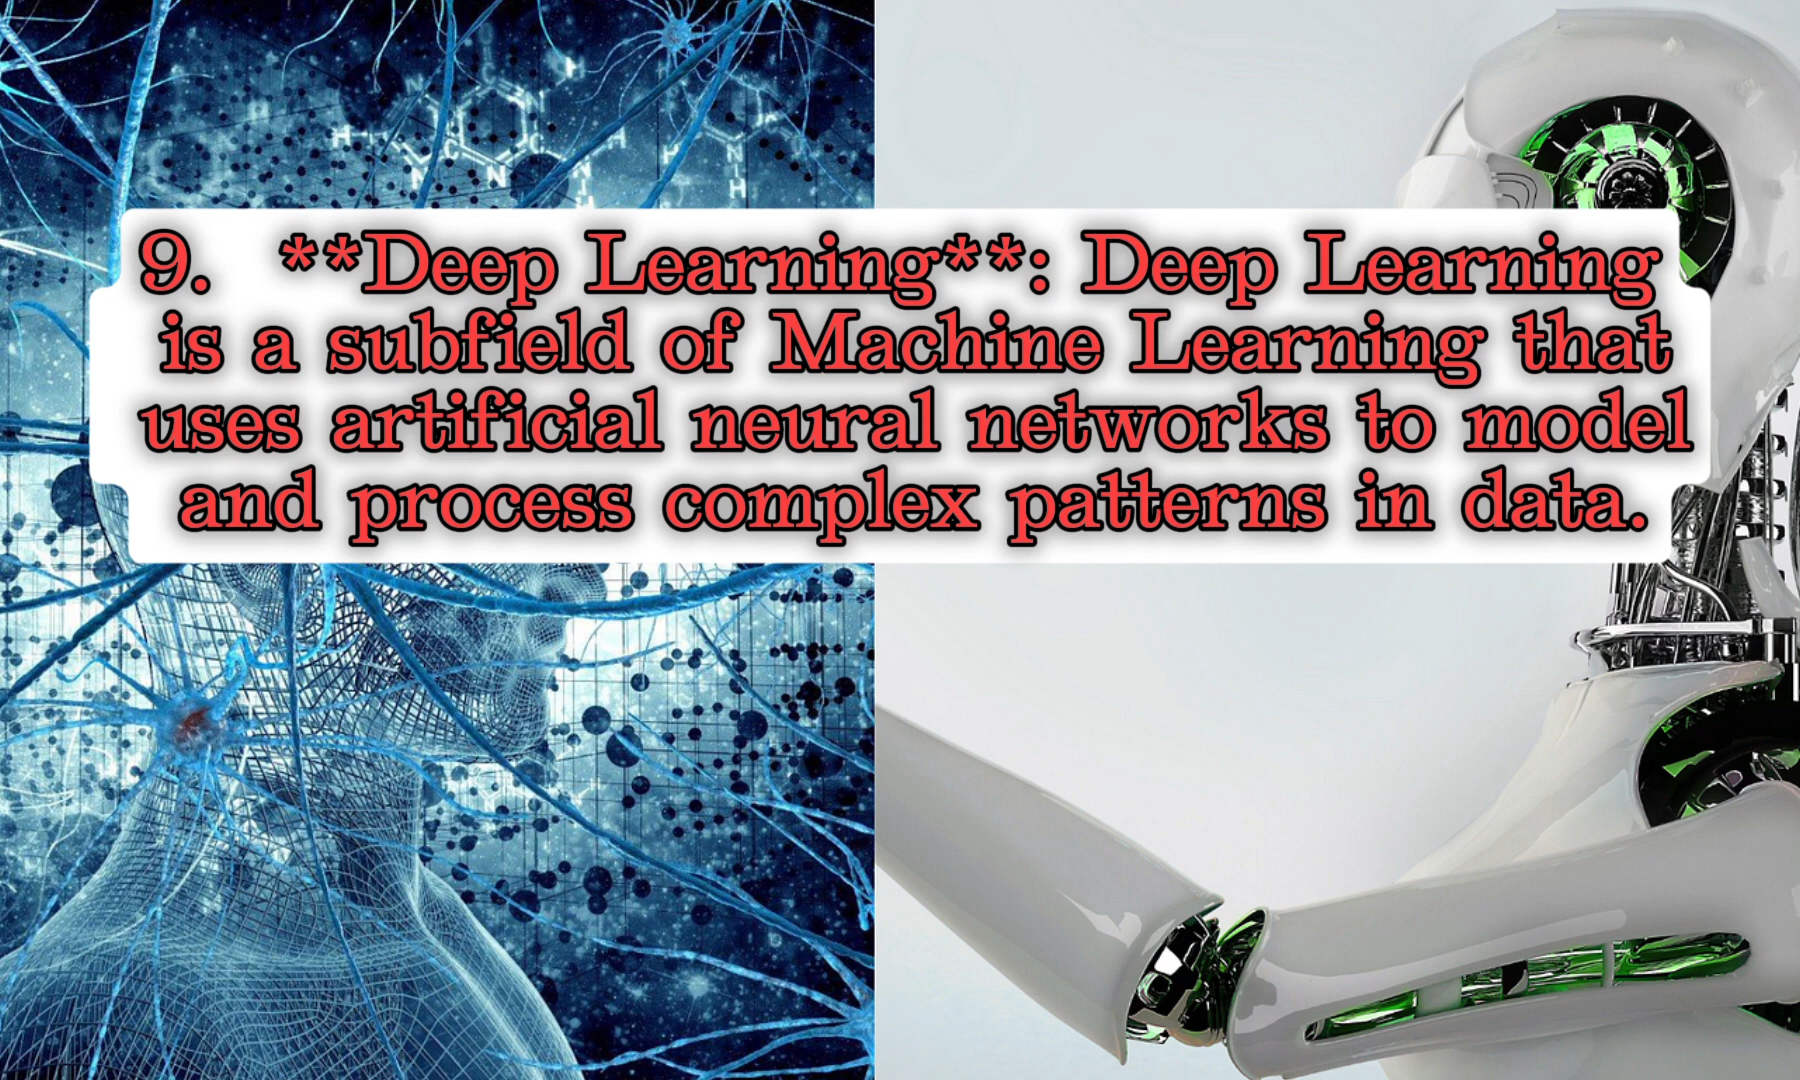 9. **Deep Learning**: Deep Learning
is a subfield of Machine Learning that
uses artificial neural networks to model
and process complex patterns in data.